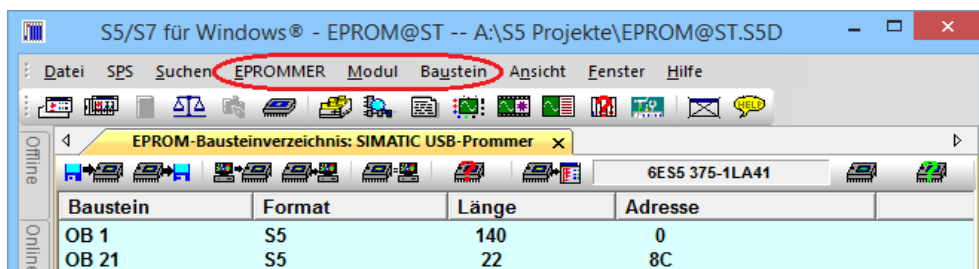 S5/S7 für Windows® - EPROM@ST -- A:\S5 Projekte\EPROM@ST.S5D
Datei SPS Suchen EPROMMER Modul Baustein Ansicht Fenster Hilfe
HELP
EPROM-Bausteinverzeichnis: SIMATIC USB-Prommer x
Offline
6ES5 375-1LA41
Baustein Format Länge Adresse
OB 1 S5 140 0
OB 21 S5 22 8C
Online